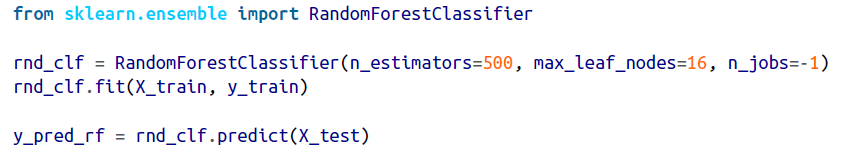 from sklearn.ensemble import RandomForestClassifier
rnd_clf = RandomForestClassifier(n_estimators=500, max_leaf_nodes=16, n_jobs=-1)
rnd_clf.fit(X_train, y_train)
y_pred_rf = rnd_clf.predict(X_test)